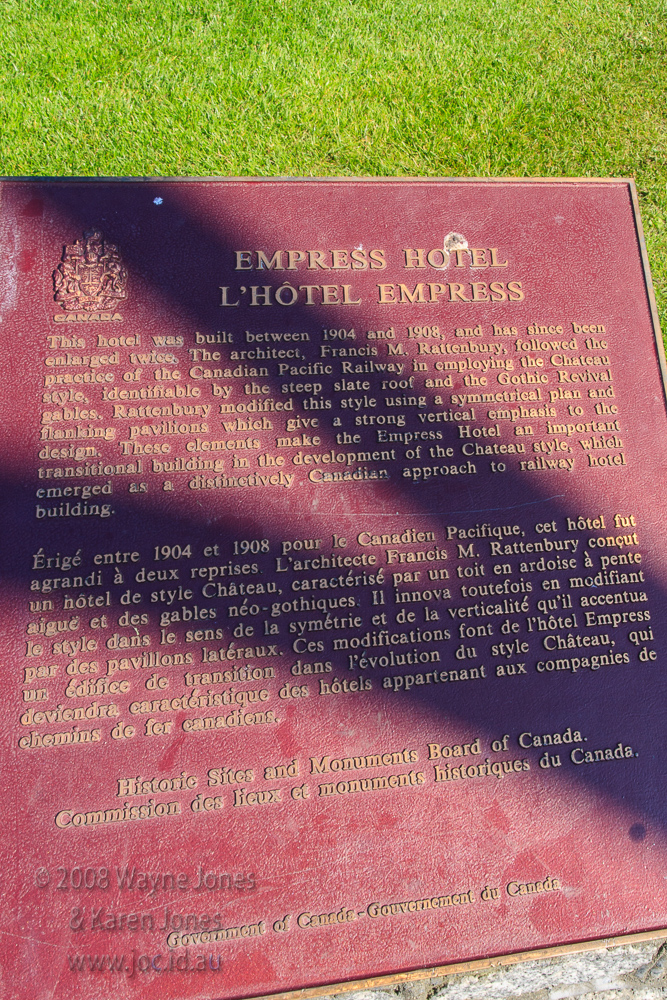 CANADA
EMPRESS HOTEL
L'HÔTEL EMPRESS
This hotel was built between 1904 and 1908, and has since been
enlarged twice. The architect, Francis M. Rattenbury, followed the
practice of the Canadian Pacific Railway in employing the Chateau
style, identifiable by the steep slate roof and the Gothic Revival
gables. Rattenbury modified this style using a symmetrical plan and
flanking pavilions which give a strong vertical emphasis to the
design. These elements make the Empress Hotel an important
transitional building in the development of the Chateau style, which
emerged as a distinctively Canadian approach to railway hotel
building.
Érigé entre 1904 et 1908 pour le Canadien Pacifique, cet hôtel fut
agrandi à deux reprises. L'architecte Francis M. Rattenbury conçut
un hôtel de style Château, caractérisé par un toit en ardoise à pente
aiguë et des gables néo-gothiques. Il innova toutefois en modifiant
le style dans le sens de la symétrie et de la verticalité qu'il accentua
par des pavillons latéraux. Ces modifications font de l'hôtel Empress
un édifice de transition dans l'évolution du style Château, qui
deviendra caractéristique des hôtels appartenant aux compagnies de
chemins de fer canadiens.
Historic Sites and Monuments Board of Canada.
Commission des lieux et monuments historiques du Canada.
© 2008 Wayne Jones
& Karen Jones
Government of Canada - Gouvernement du Canada
www.joc.id.au